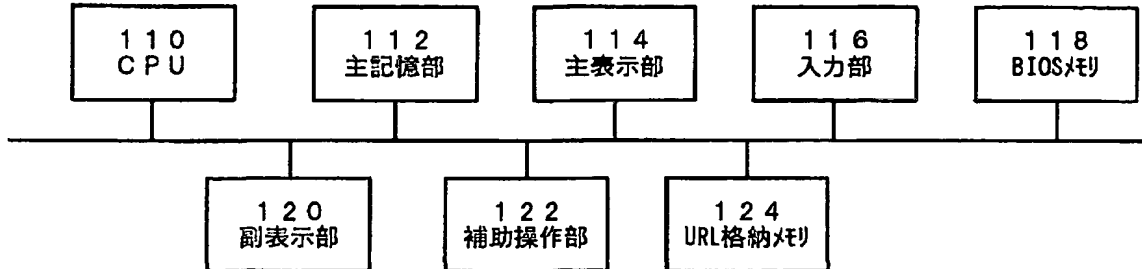 110
CPU
112
主記憶部
114
主表示部
116
入力部
118
BIOSメモリ
120
副表示部
122
補助操作部
124
URL格納メモリ